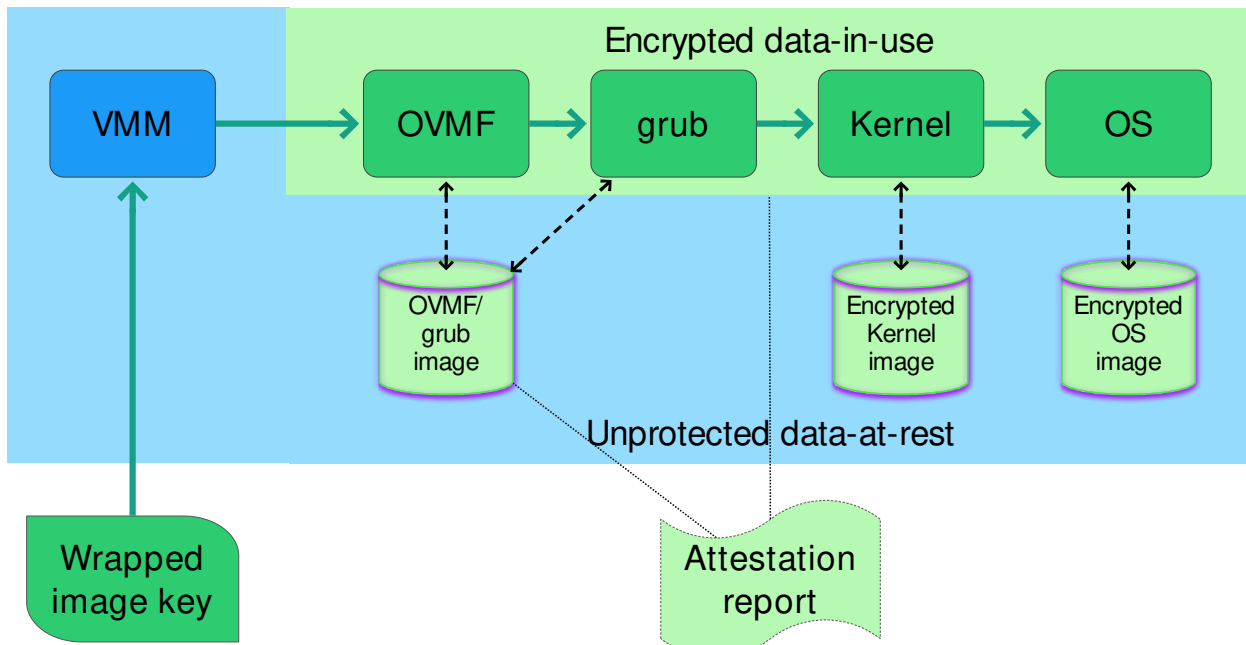 Encrypted data-in-use
VMM
OVMF
grub
Kernel
OS
OVMF/
grub
image
Encrypted
Kernel
image
Encrypted
OS
image
Unprotected data-at-rest
Wrapped
image key
Attestation
report